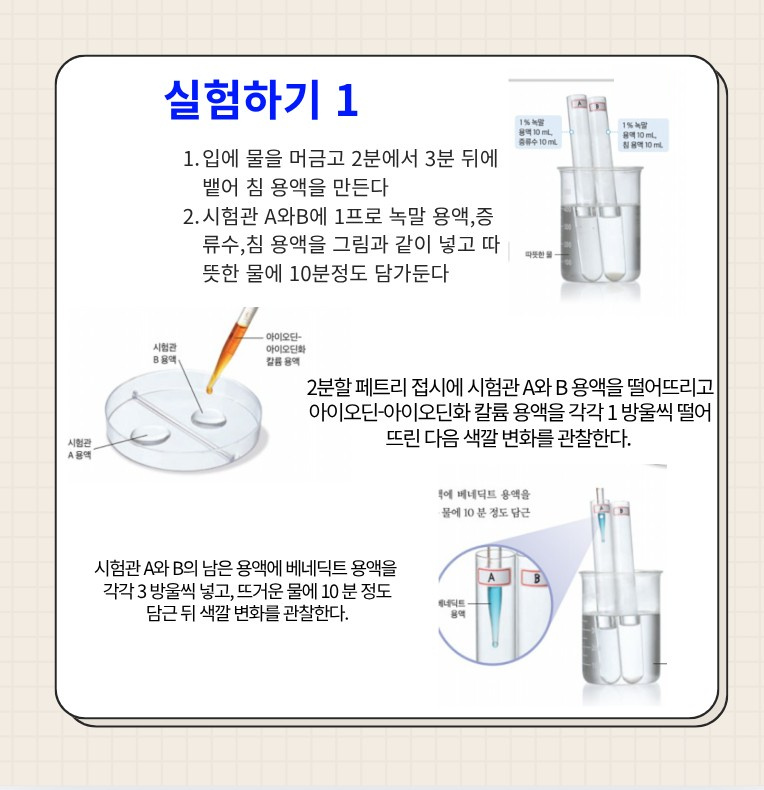 실험하기 1
1. 입에 물을 머금고 2분에서 3분 뒤에
뱉어 침 용액을 만든다
2. 시험관 A와B에 1프로 녹말 용액,증
류수,침 용액을 그림과 같이 넣고 따
뜻한 물에 10분정도 담가둔다
A
B
1 % 녹말
용액 10 mL,
증류수 10 mL
1 % 녹말
용액 10 mL,
침 용액 10 mL
따뜻한 물
시험관
B 용액
아이오딘-
아이오딘화
칼륨 용액
시험관
A 용액
2분할 페트리 접시에 시험관 A와 B 용액을 떨어뜨리고
아이오딘-아이오딘화 칼륨 용액을 각각 1 방울씩 떨어
뜨린 다음 색깔 변화를 관찰한다.
에 베네딕트 용액을
물에 10 분 정도 담근
A
B
A
B
베네딕트
용액
시험관 A와 B의 남은 용액에 베네딕트 용액을
각각 3 방울씩 넣고, 뜨거운 물에 10 분 정도
담근 뒤 색깔 변화를 관찰한다.